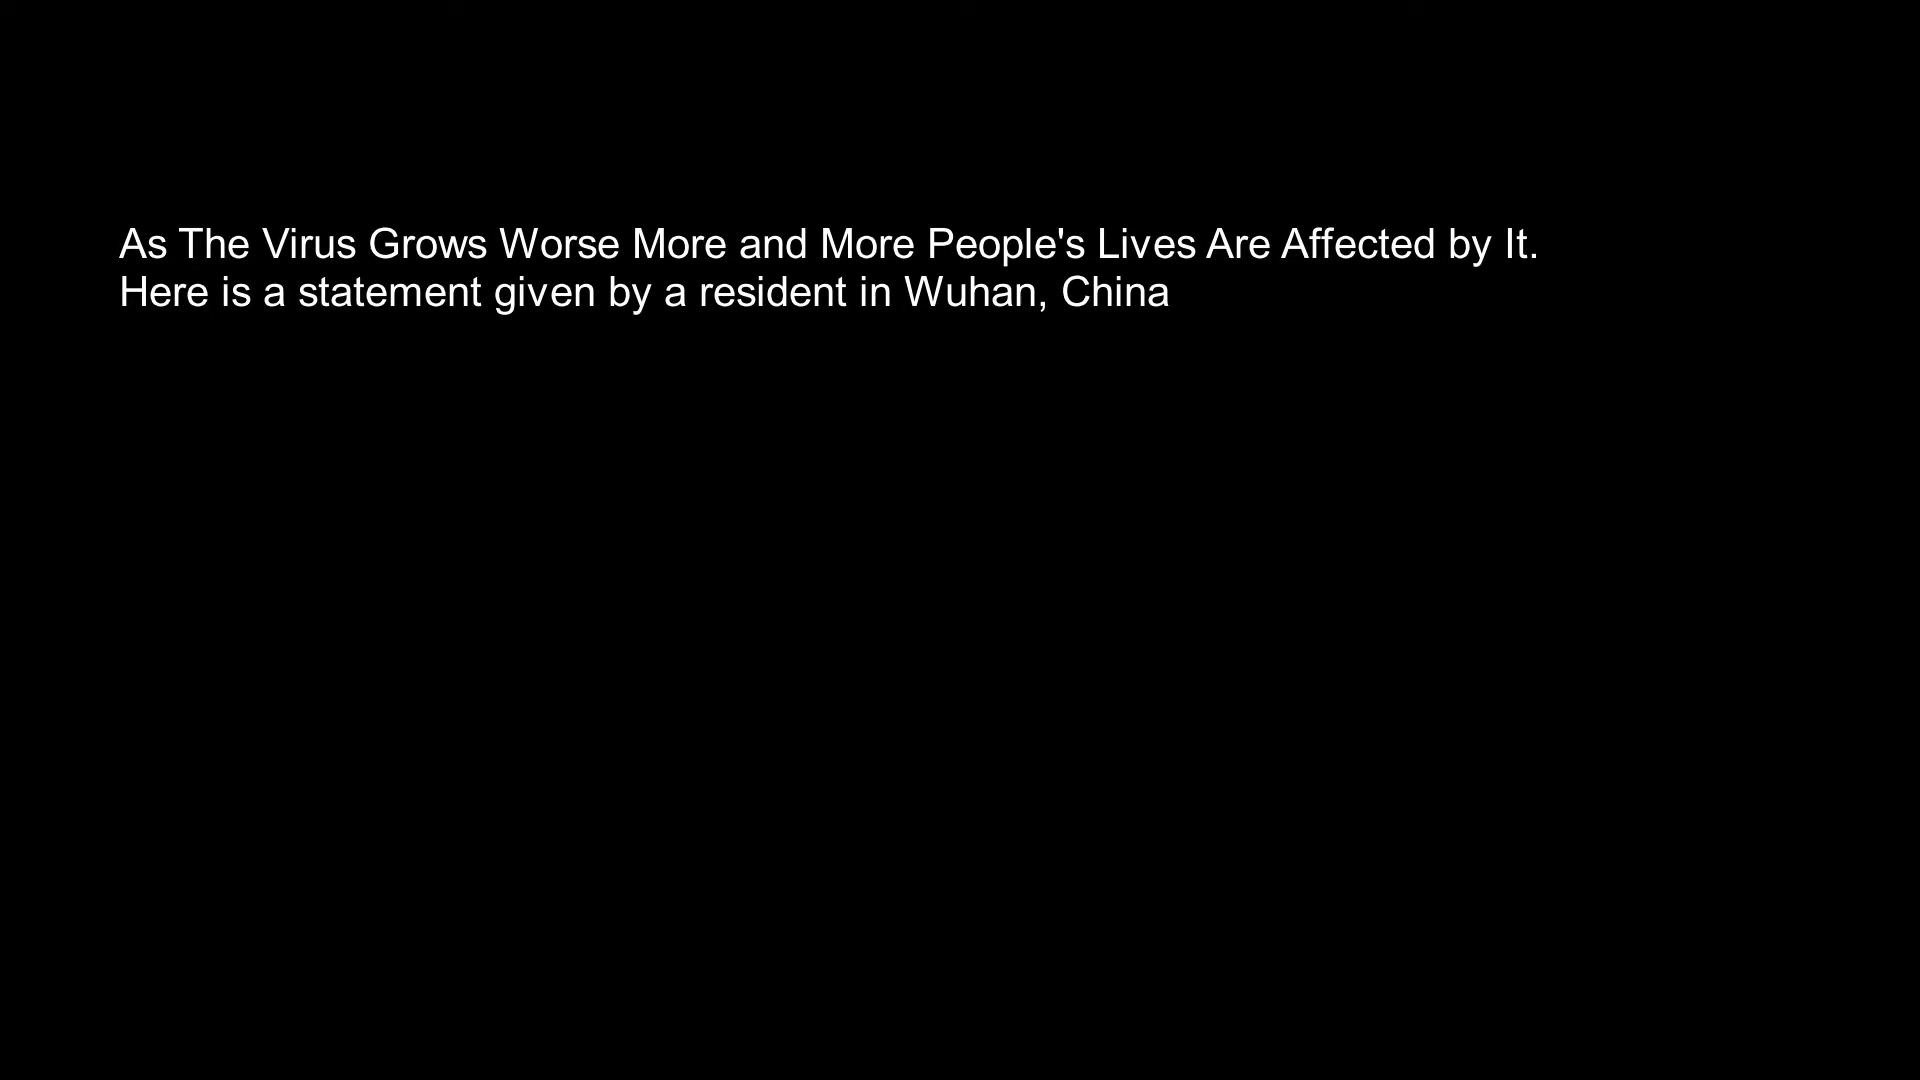 As The Virus Grows Worse More and More People's Lives Are Affected by It.
Here is a statement given by a resident in Wuhan, China